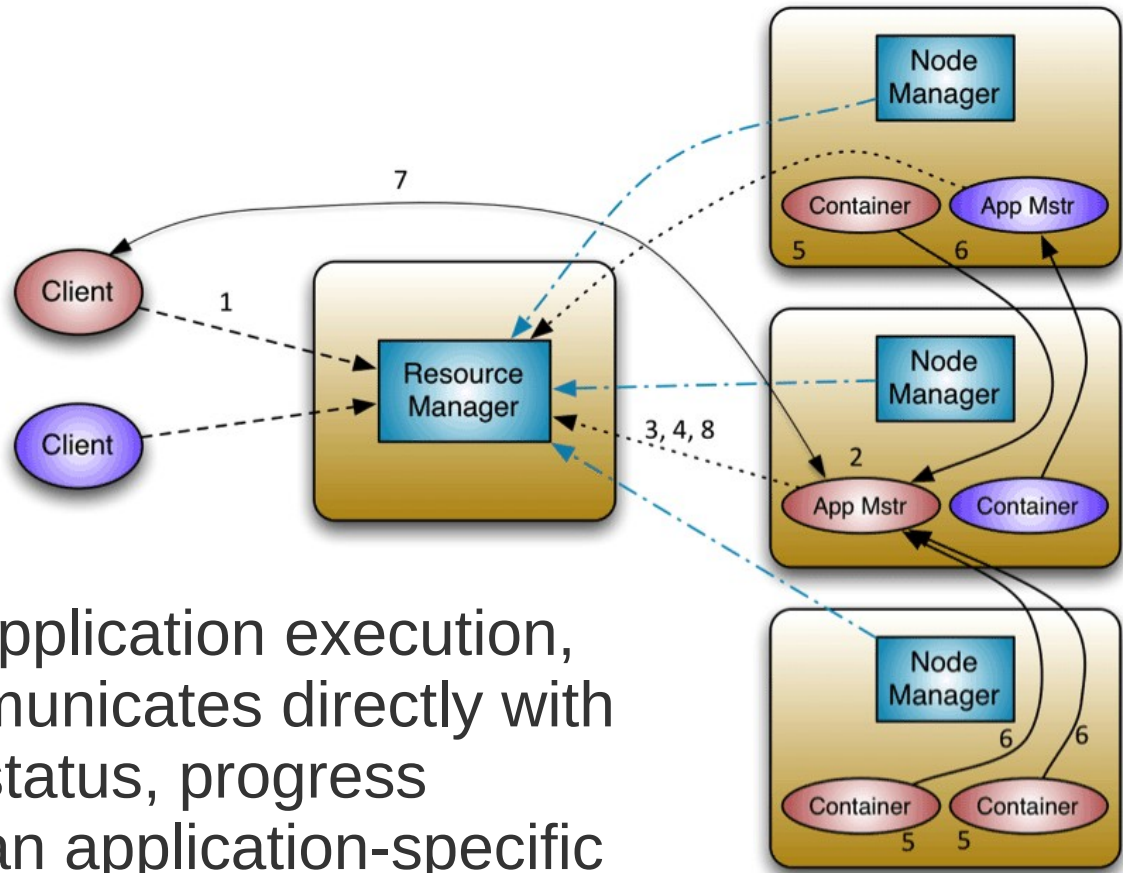 Node
Manager
7
Container
App Mstr
5
6
Client
1
Resource
Manager
Node
Manager
Client
3, 4, 8
2
App Mstr
Container
pplication execution,
municates directly with
status, progress
an application-specific
Node
Manager
6
6
Container
Container
5
5